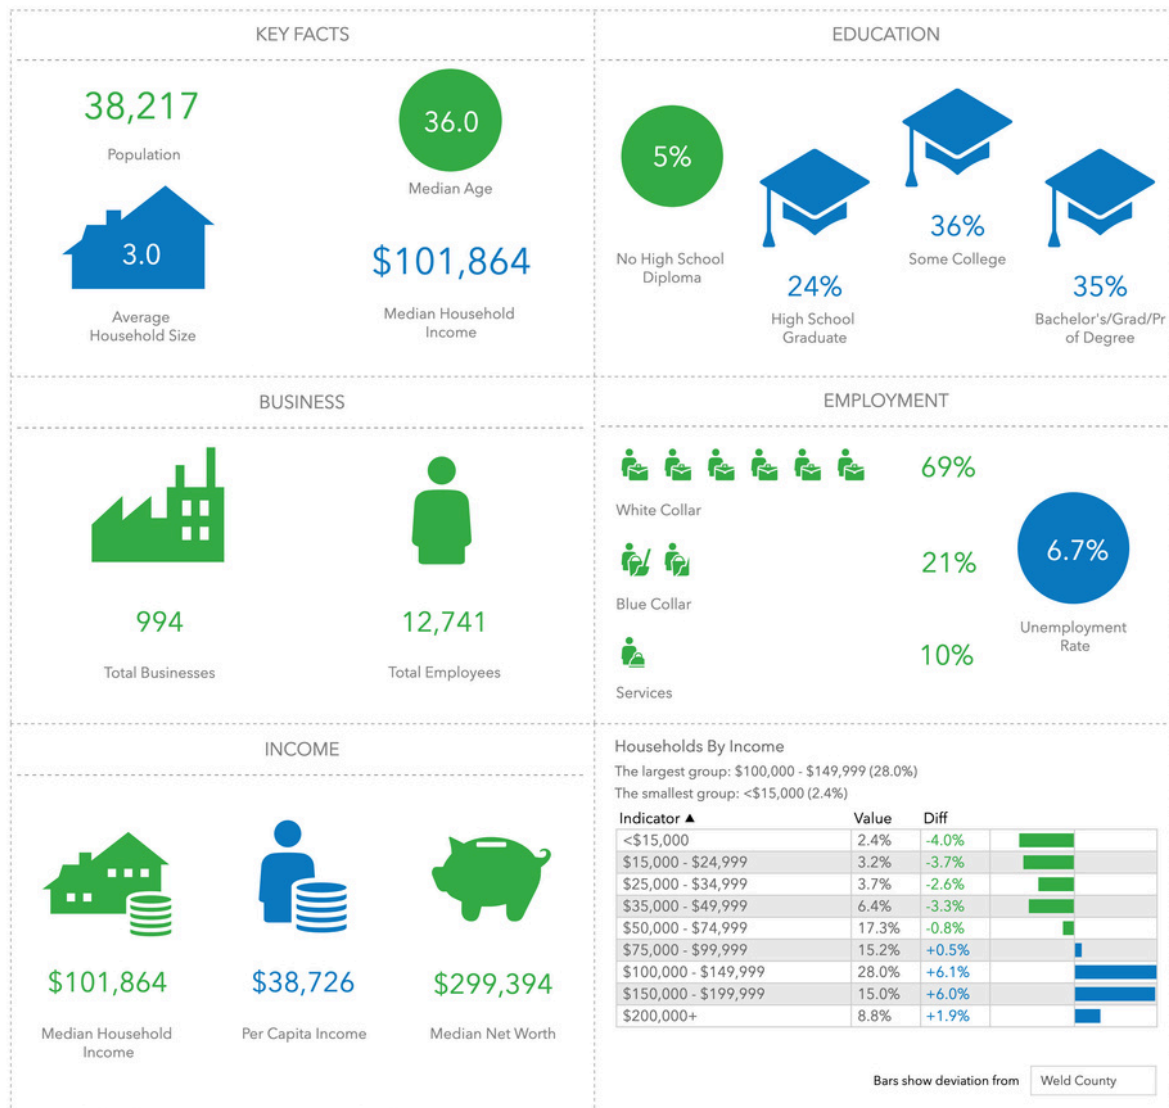 KEY FACTS
38,217
Population
36.0
Median Age
3.0
Average
Household Size
$101,864
Median Household
Income
EDUCATION
5%
No High School
Diploma
24%
High School
Graduate
36%
Some College
35%
Bachelor's/Grad/Pr
of Degree
BUSINESS
994
Total Businesses
12,741
Total Employees
EMPLOYMENT
69%
White Collar
21%
Blue Collar
10%
Services
6.7%
Unemployment
Rate
INCOME
$101,864
Median Household
Income
$38,726
Per Capita Income
$299,394
Median Net Worth
Households By Income
The largest group: $100,000 - $149,999 (28.0%)
The smallest group: <$15,000 (2.4%)
Indicator ▲ Value Diff
<$15,000 2.4% -4.0%
$15,000 - $24,999 3.2% -3.7%
$25,000 - $34,999 3.7% -2.6%
$35,000 - $49,999 6.4% -3.3%
$50,000 - $74,999 17.3% -0.8%
$75,000 - $99,999 15.2% +0.5%
$100,000 - $149,999 28.0% +6.1%
$150,000 - $199,999 15.0% +6.0%
$200,000+ 8.8% +1.9%
Bars show deviation from Weld County